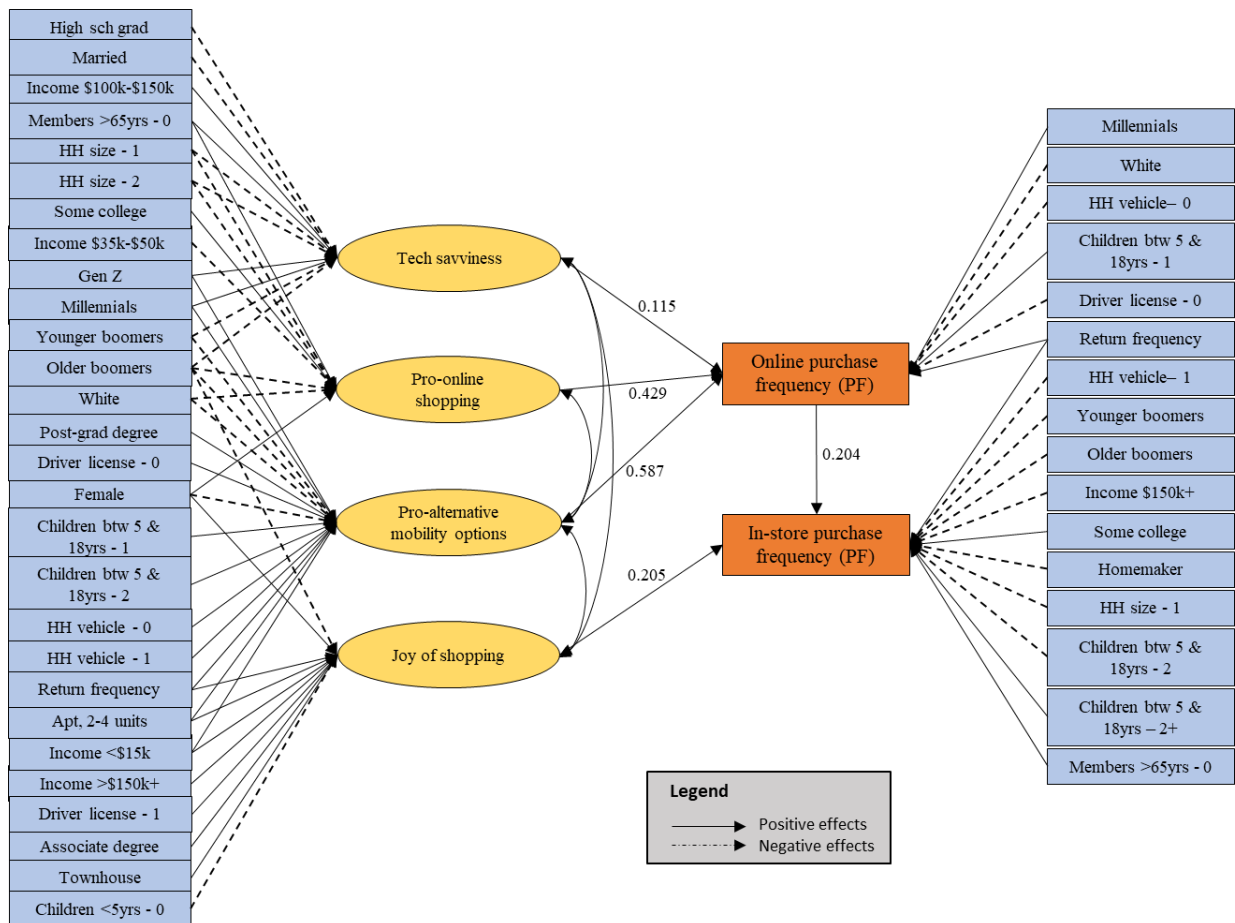 High sch grad
Married
Income $100k-$150k
Members >65yrs - 0
HH size - 1
HH size - 2
Some college
Income $35k-$50k
Gen Z
Millennials
Younger boomers
Older boomers
White
Post-grad degree
Driver license - 0
Female
Children btw 5 &
18yrs - 1
Children btw 5 &
18yrs - 2
HH vehicle - 0
HH vehicle - 1
Return frequency
Apt, 2-4 units
Income <$15k
Income >$150k+
Driver license - 1
Associate degree
Townhouse
Children <5yrs - 0
Tech savviness
Pro-online
shopping
Pro-alternative
mobility options
Joy of shopping
0.115
0.429
0.587
0.205
Online purchase
frequency (PF)
0.204
In-store purchase
frequency (PF)
Millennials
White
HH vehicle– 0
Children btw 5 &
18yrs - 1
Driver license - 0
Return frequency
HH vehicle– 1
Younger boomers
Older boomers
Income $150k+
Some college
Homemaker
HH size - 1
Children btw 5 &
18yrs - 2
Children btw 5 &
18yrs – 2+
Members >65yrs - 0
Legend
Positive effects
Negative effects